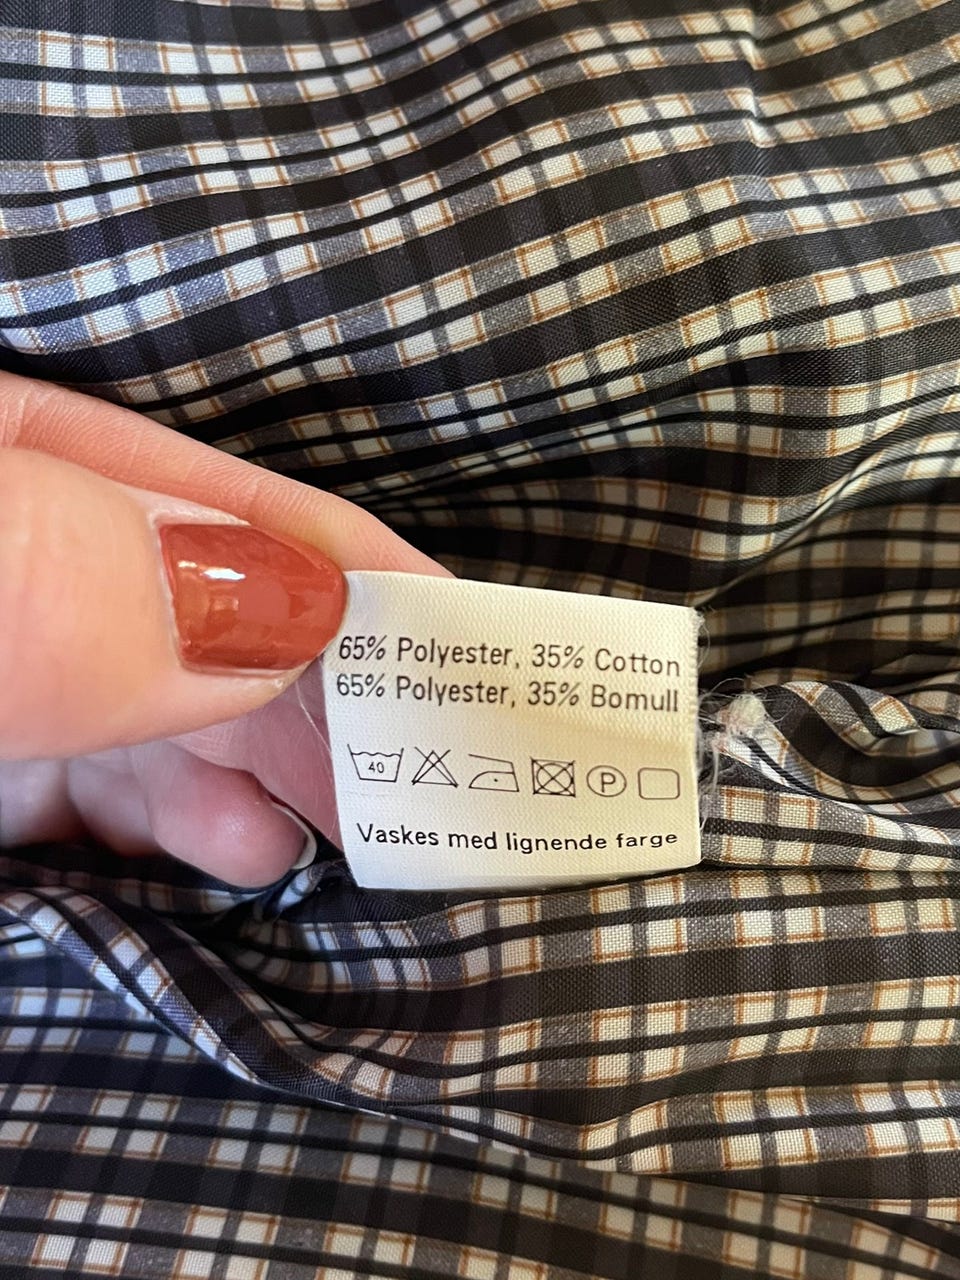 65% Polyester, 35% Cotton
65% Polyester, 35% Bomull
40 P
Vaskes med lignende farge